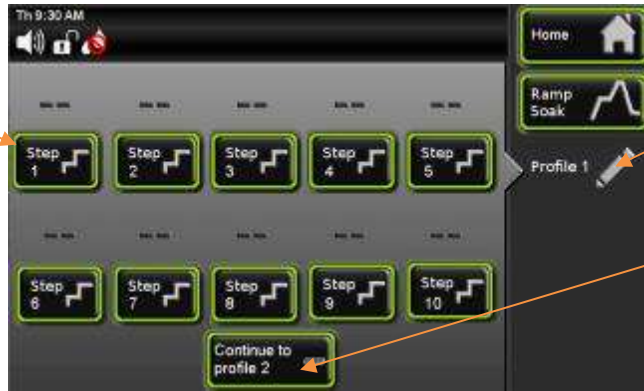 Th 9:30 AM
Home
Ramp
Soak
Profile 1
-- -- -- -- -- -- -- -- -- --
Step
1
Step
2
Step
3
Step
4
Step
5
-- -- -- -- -- -- -- -- -- --
Step
6
Step
7
Step
8
Step
9
Step
10
Continue to
profile 2 --